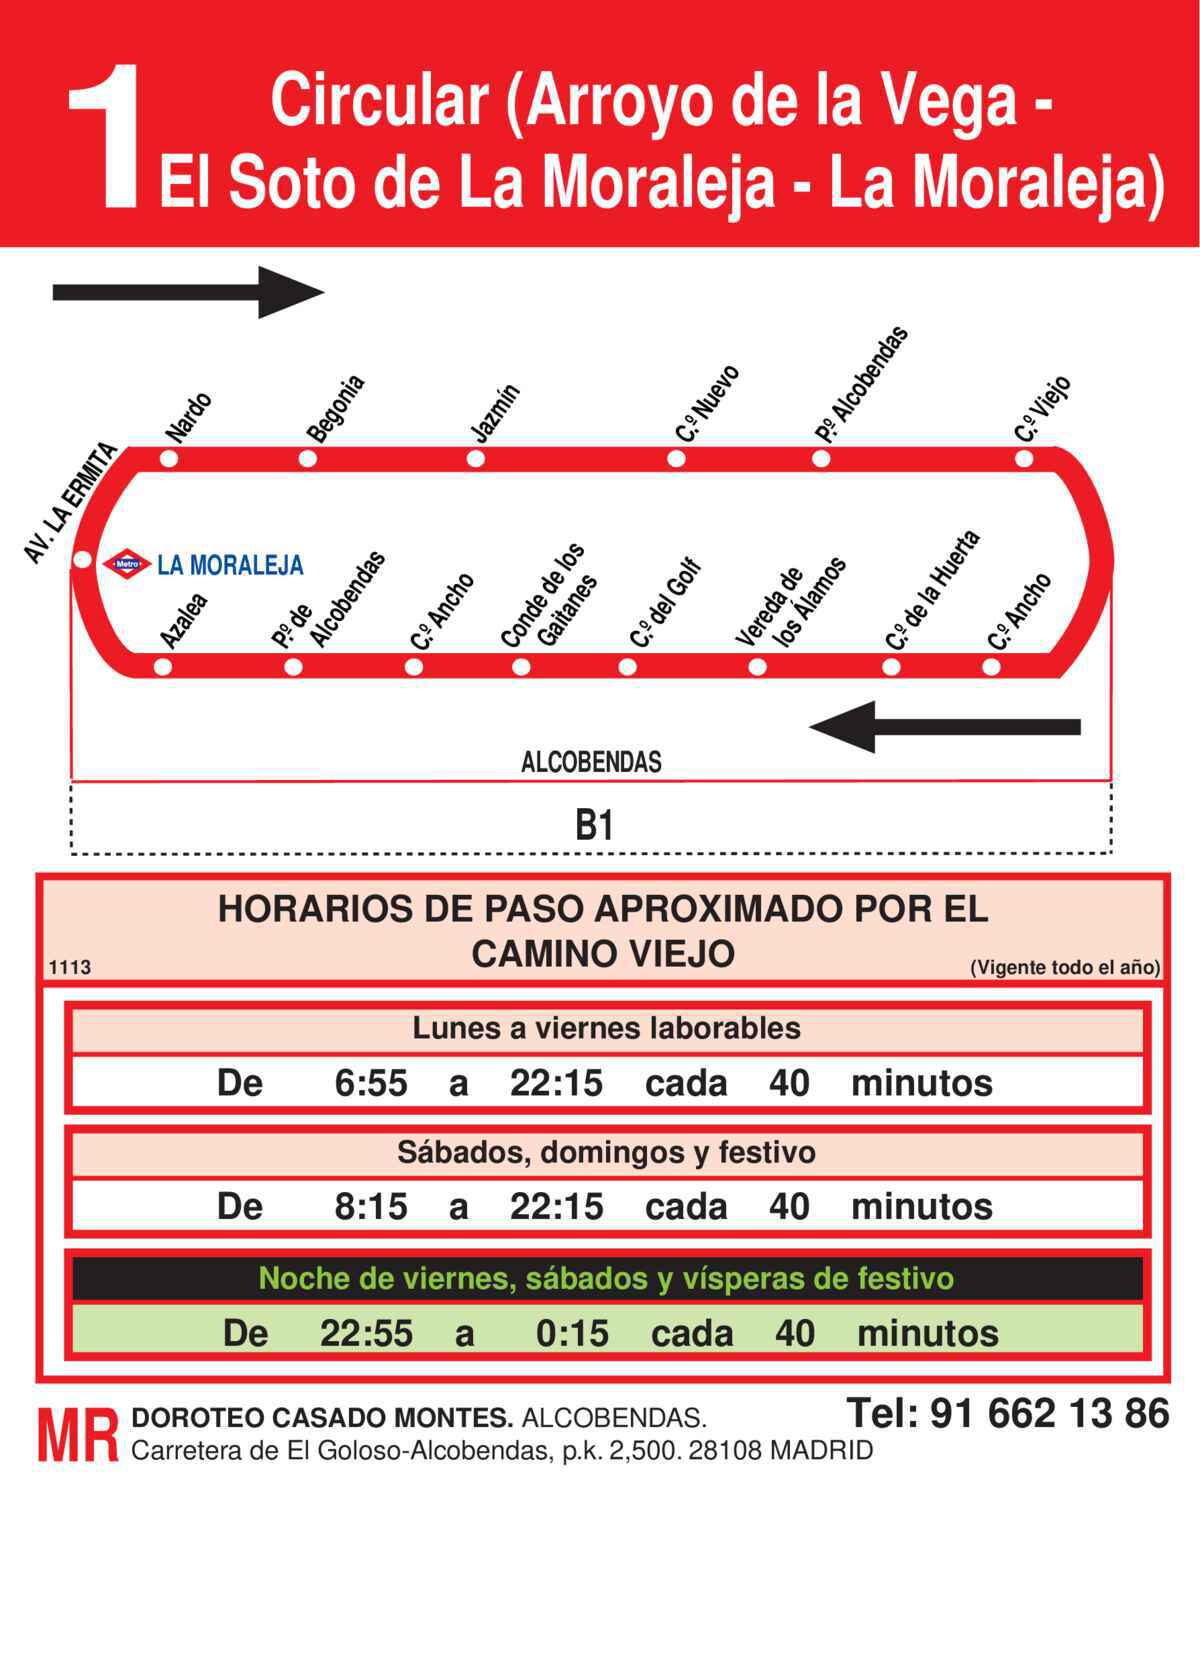 1
Circular (Arroyo de la Vega -
El Soto de La Moraleja - La Moraleja)
AV. LA ERMITA
Nardo
Begonia
Jazmín
C.º Nuevo
P.º Alcobendas
C.º Viejo
Metro
LA MORALEJA
Azalea
P.º de
Alcobendas
C.º Ancho
Conde de los
Gaitanes
C.º del Golf
Vereda de
los Álamos
C.º de la Huerta
C.º Ancho
ALCOBENDAS
B1
HORARIOS DE PASO APROXIMADO POR EL
CAMINO VIEJO
1113
(Vigente todo el año)
Lunes a viernes laborables
De 6:55 a 22:15 cada 40 minutos
Sábados, domingos y festivo
De 8:15 a 22:15 cada 40 minutos
Noche de viernes, sábados y vísperas de festivo
De 22:55 a 0:15 cada 40 minutos
MR
DOROTEO CASADO MONTES. ALCOBENDAS.
Tel: 91 662 13 86
Carretera de El Goloso-Alcobendas, p.k. 2,500. 28108 MADRID